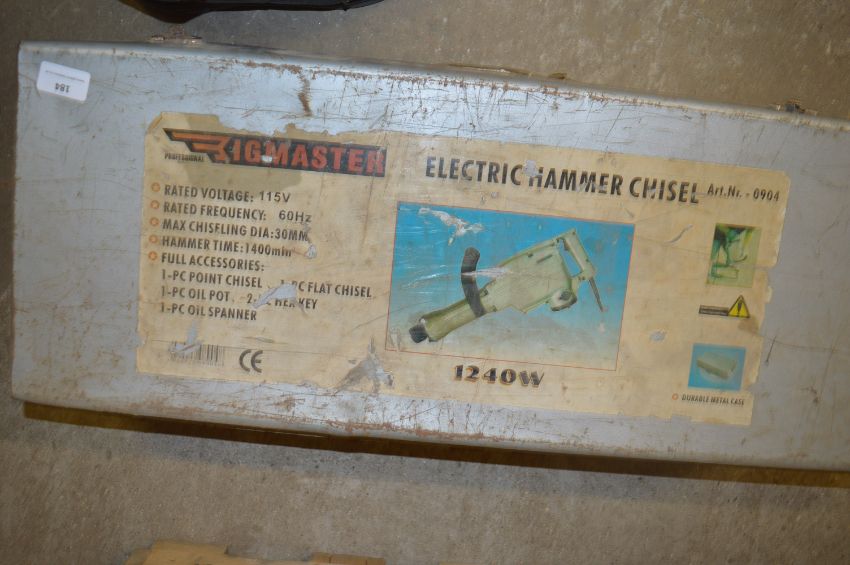 184
BIGMASTER
PROFESSIONAL
ELECTRIC HAMMER CHISEL Art.Nr. - 0904
RATED VOLTAGE: 115V
RATED FREQUENCY: 60Hz
MAX CHISFLING DIA:30MM
HAMMER TIME:1400min
FULL ACCESSORIES:
1-PC POINT CHISEL FLAT CHISEL
1-PC OIL POT KEY
1-PC OIL SPANNER
CE
1240W
DURABLE METAL CASE